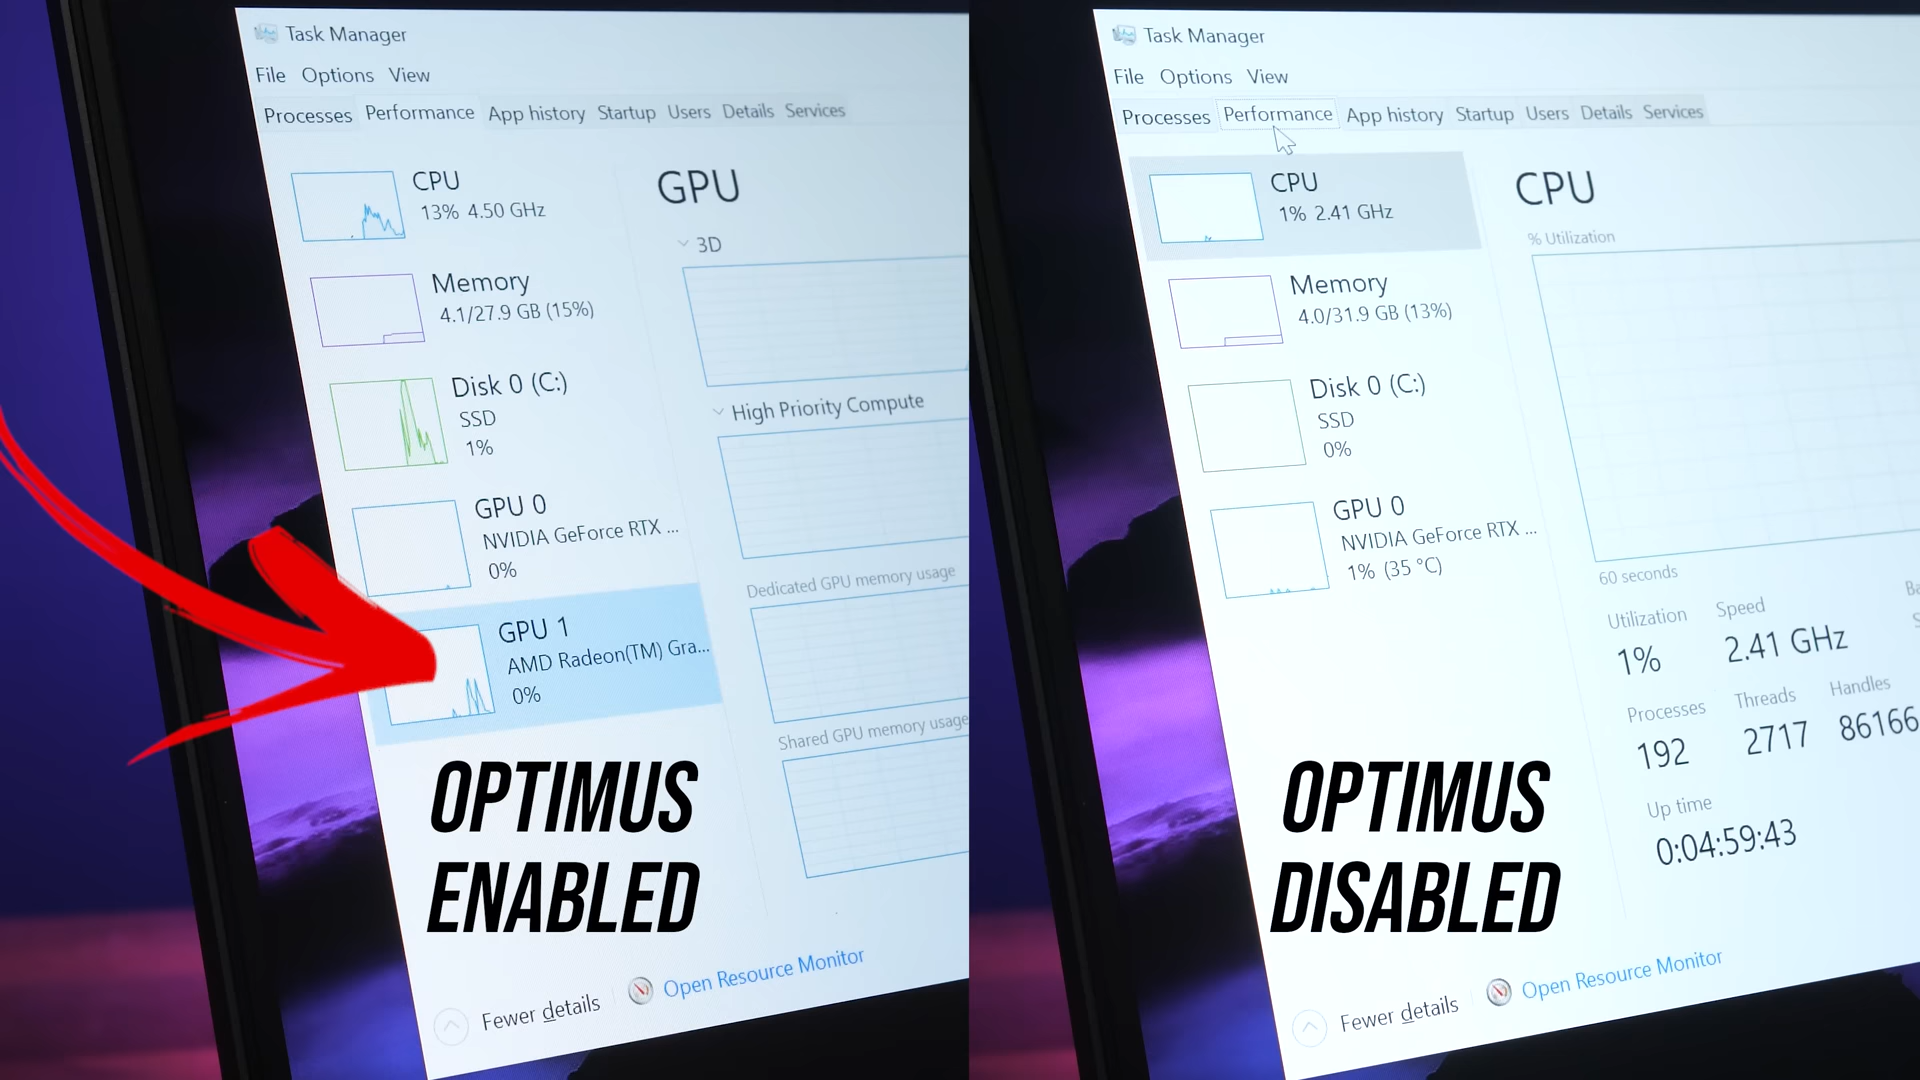 Task Manager
File Options View
Processes Performance App history Startup Users Details Services
CPU
13% 4.50 GHz
Memory
4.1/27.9 GB (15%)
Disk 0 (C:)
SSD
1%
GPU 0
NVIDIA GeForce RTX ...
0%
GPU 1
AMD Radeon(TM) Gra...
0%
GPU
3D
High Priority Compute
Dedicated GPU memory usage
Shared GPU memory usage
OPTIMUS
ENABLED
Fewer details
Open Resource Monitor
Task Manager
File Options View
Processes Performance App history Startup Users Details Services
CPU
1% 2.41 GHz
Memory
4.0/31.9 GB (13%)
Disk 0 (C:)
SSD
0%
GPU 0
NVIDIA GeForce RTX ...
1% (35 °C)
CPU
% Utilization
60 seconds
Utilization Speed
1% 2.41 GHz
Processes Threads Handles
192 2717 86166
Up time
0:04:59:43
OPTIMUS
DISABLED
Fewer details
Open Resource Monitor